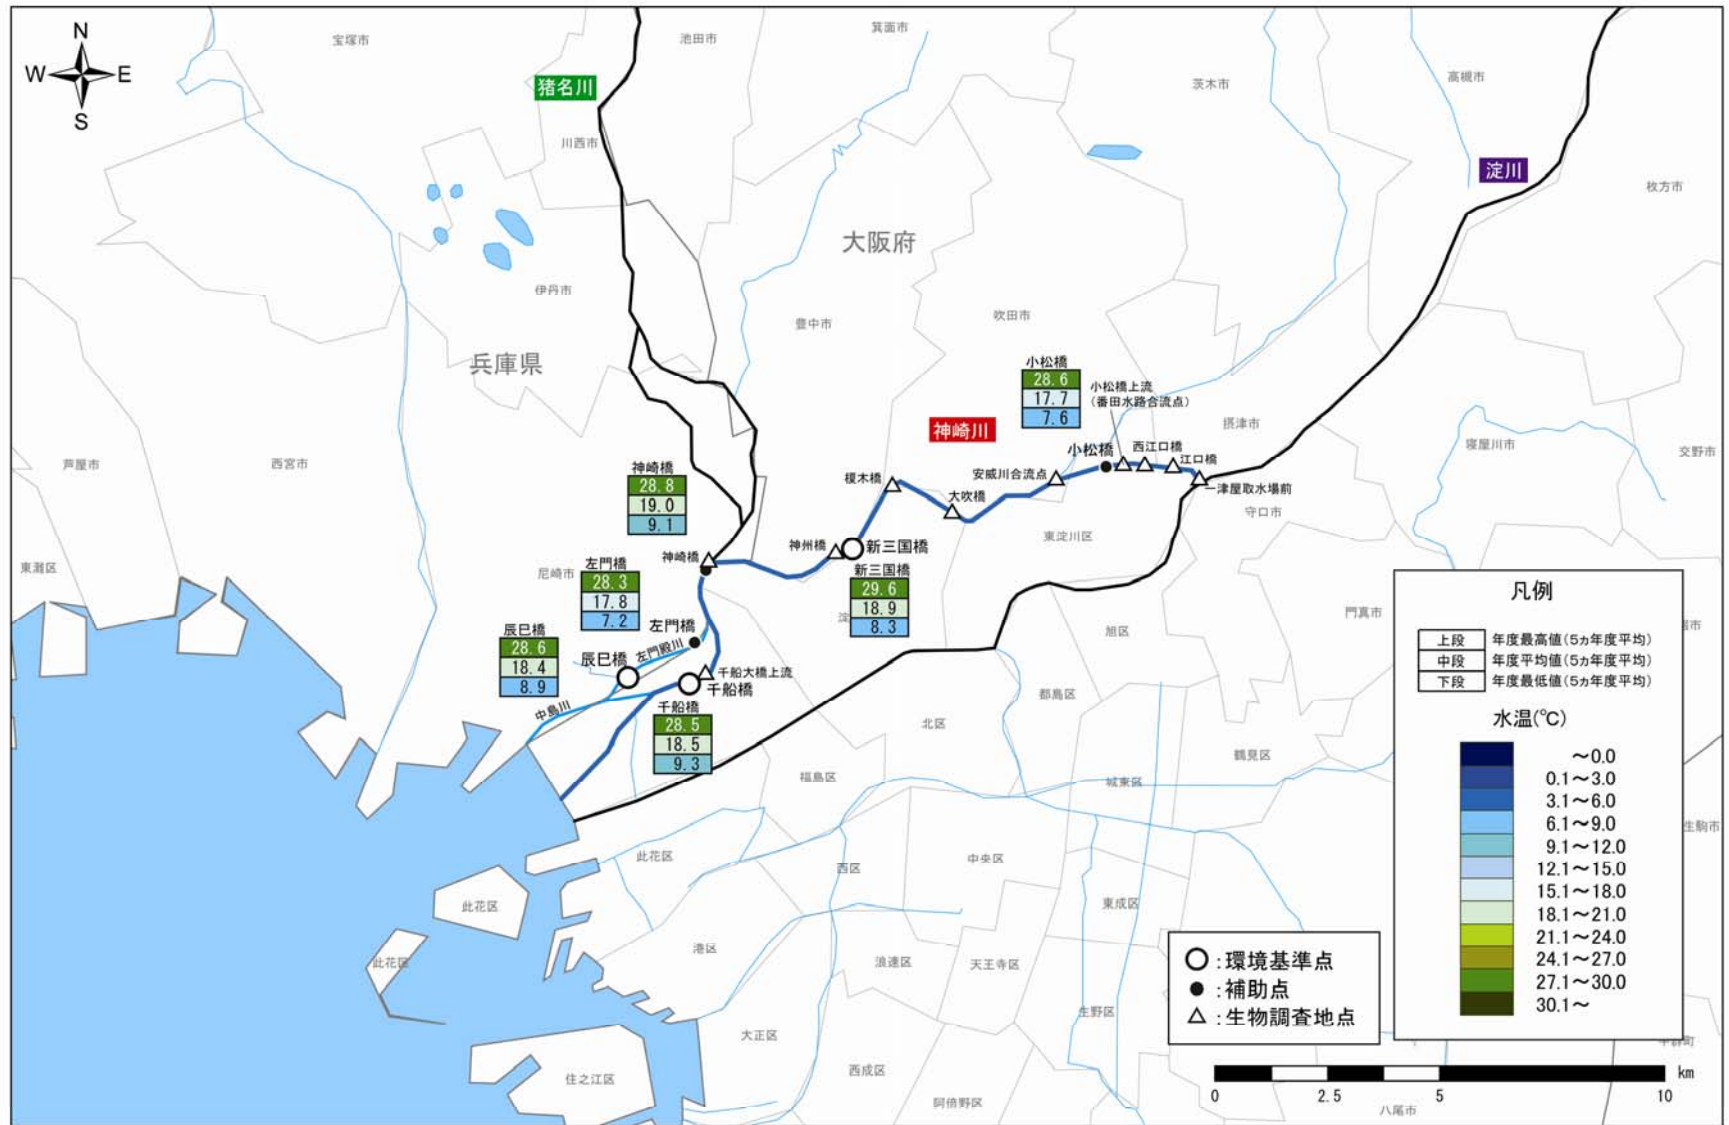 N
W E
S
宝塚市
池田市
箕面市
茨木市
高槻市
枚方市
猪名川
川西市
淀川
大阪府
伊丹市
豊中市
吹田市
兵庫県
小松橋
28.6
17.7
7.6
小松橋上流
(番田水路合流点)
神崎川
摂津市
寝屋川市
交野市
芦屋市
西宮市
神崎橋
28.8
19.0
9.1
榎木橋
大吹橋
安威川合流点
小松橋
西江口橋
江口橋
一津屋取水場前
守口市
東淀川区
東灘区
尼崎市
神崎橋
神州橋
新三国橋
新三国橋
29.6
18.9
8.3
淀
左門橋
28.3
17.8
7.2
左門橋
左門殿川
辰巳橋
28.6
18.4
8.9
辰巳橋
中島川
千船大橋上流
千船橋
千船橋
28.5
18.5
9.3
旭区
門真市
都島区
北区
鶴見区
福島区
城東区
生駒市
此花区
西区
中央区
東成区
此花区
此花区
港区
浪速区
天王寺区
生野区
大正区
西成区
住之江区
阿倍野区
八尾市
凡例
上段 年度最高値(5ヵ年度平均)
中段 年度平均値(5ヵ年度平均)
下段 年度最低値(5ヵ年度平均)
水温(℃)
～0.0
0.1～3.0
3.1～6.0
6.1～9.0
9.1～12.0
12.1～15.0
15.1～18.0
18.1～21.0
21.1～24.0
24.1～27.0
27.1～30.0
30.1～
○:環境基準点
●:補助点
△:生物調査地点
km
0 2.5 5 10